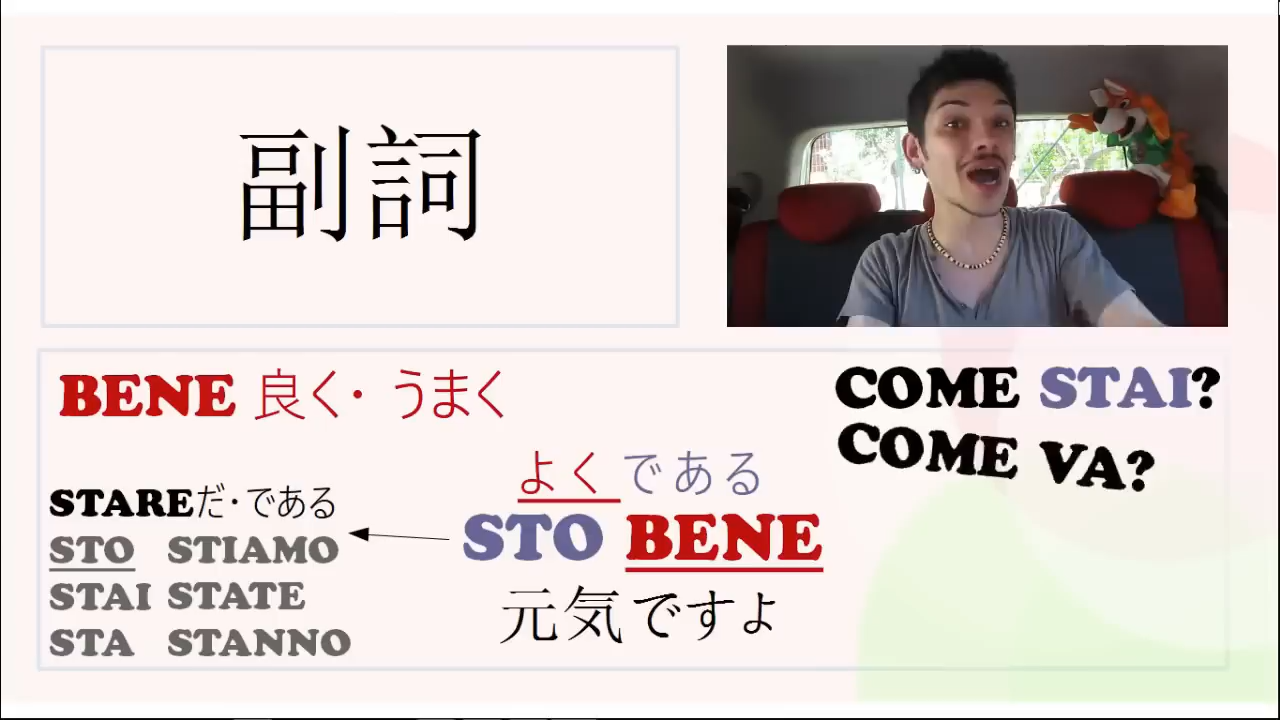 副詞
BENE 良く・うまく
COME STAI?
COME VA?
よくである
STO BENE
元気ですよ
STAREだ・である
STO STIAMO
STAI STATE
STA STANNO